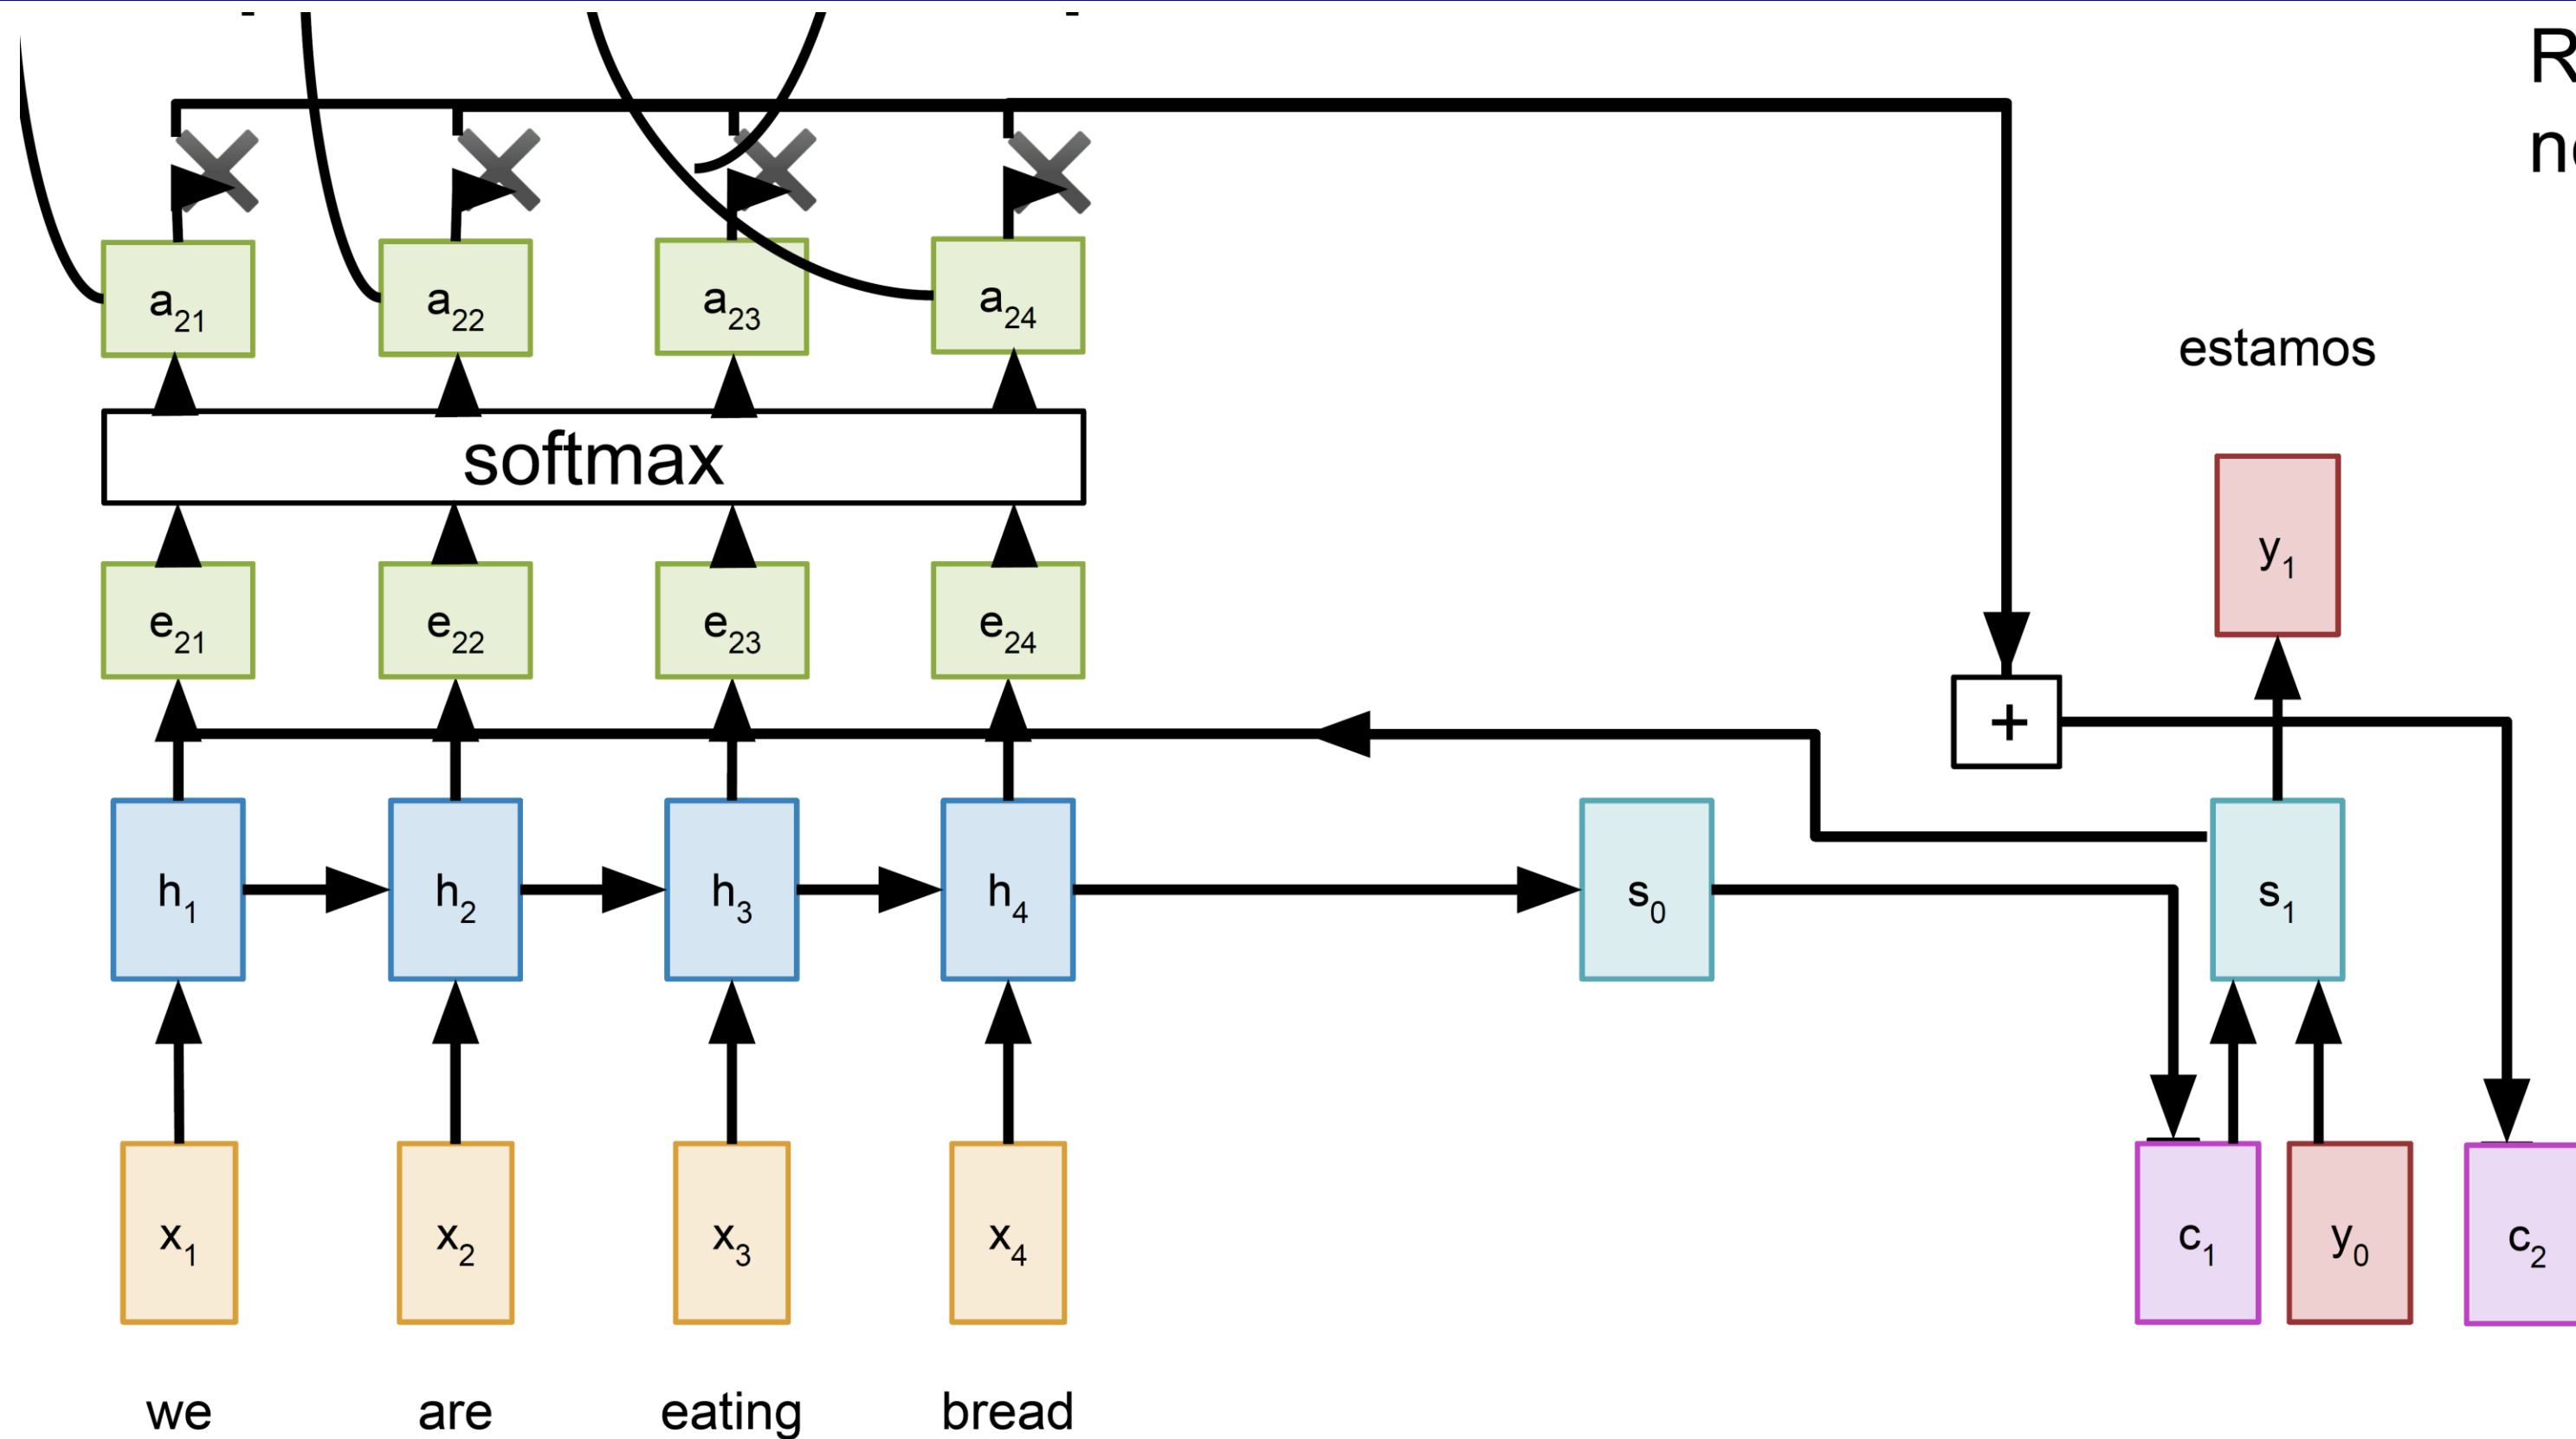 R
a21 a22 a23 a24
estamos
softmax
y1
e21 e22 e23 e24
+
h1 h2 h3 h4 s0 s1
x1 x2 x3 x4 c1 y0 c2
we are eating bread